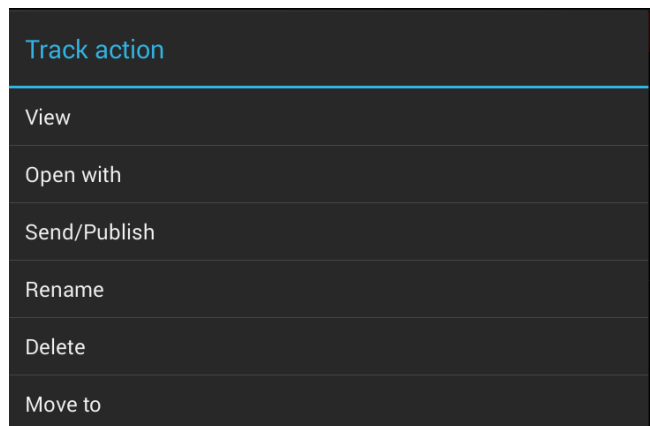 Track action
View
Open with
Send/Publish
Rename
Delete
Move to